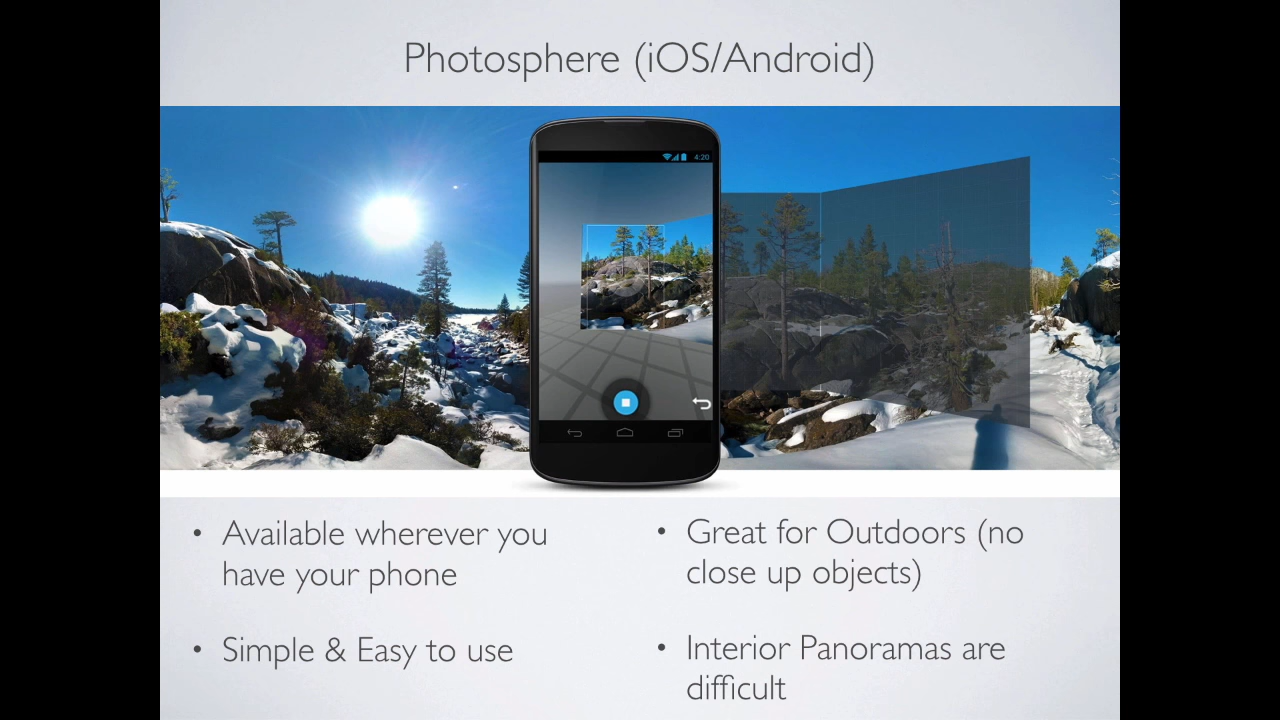 Photosphere (iOS/Android)
4:20
• Available wherever you
have your phone
• Simple & Easy to use
• Great for Outdoors (no
close up objects)
• Interior Panoramas are
difficult